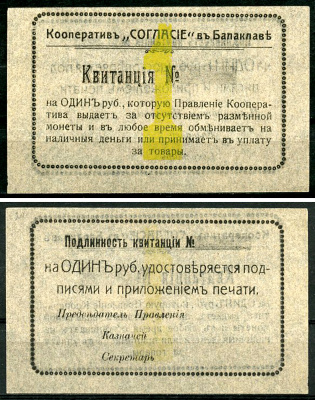 Кооперативъ „СОГЛАСІЕ“ въ Балаклавѣ
Квитанція №
на ОДИНЪ руб., которую Правленіе Коопера-
тива выдаетъ за отсутствіемъ размѣнной
монеты и въ любое время обмѣниваетъ на
наличныя деньги или принимаетъ въ уплату
за товары.
Подлинность квитанціи №
на ОДИНЪ руб. удостовѣряется под-
писями и приложеніемъ печати.
Предсѣдатель Правленія
Казначей
Секретарь